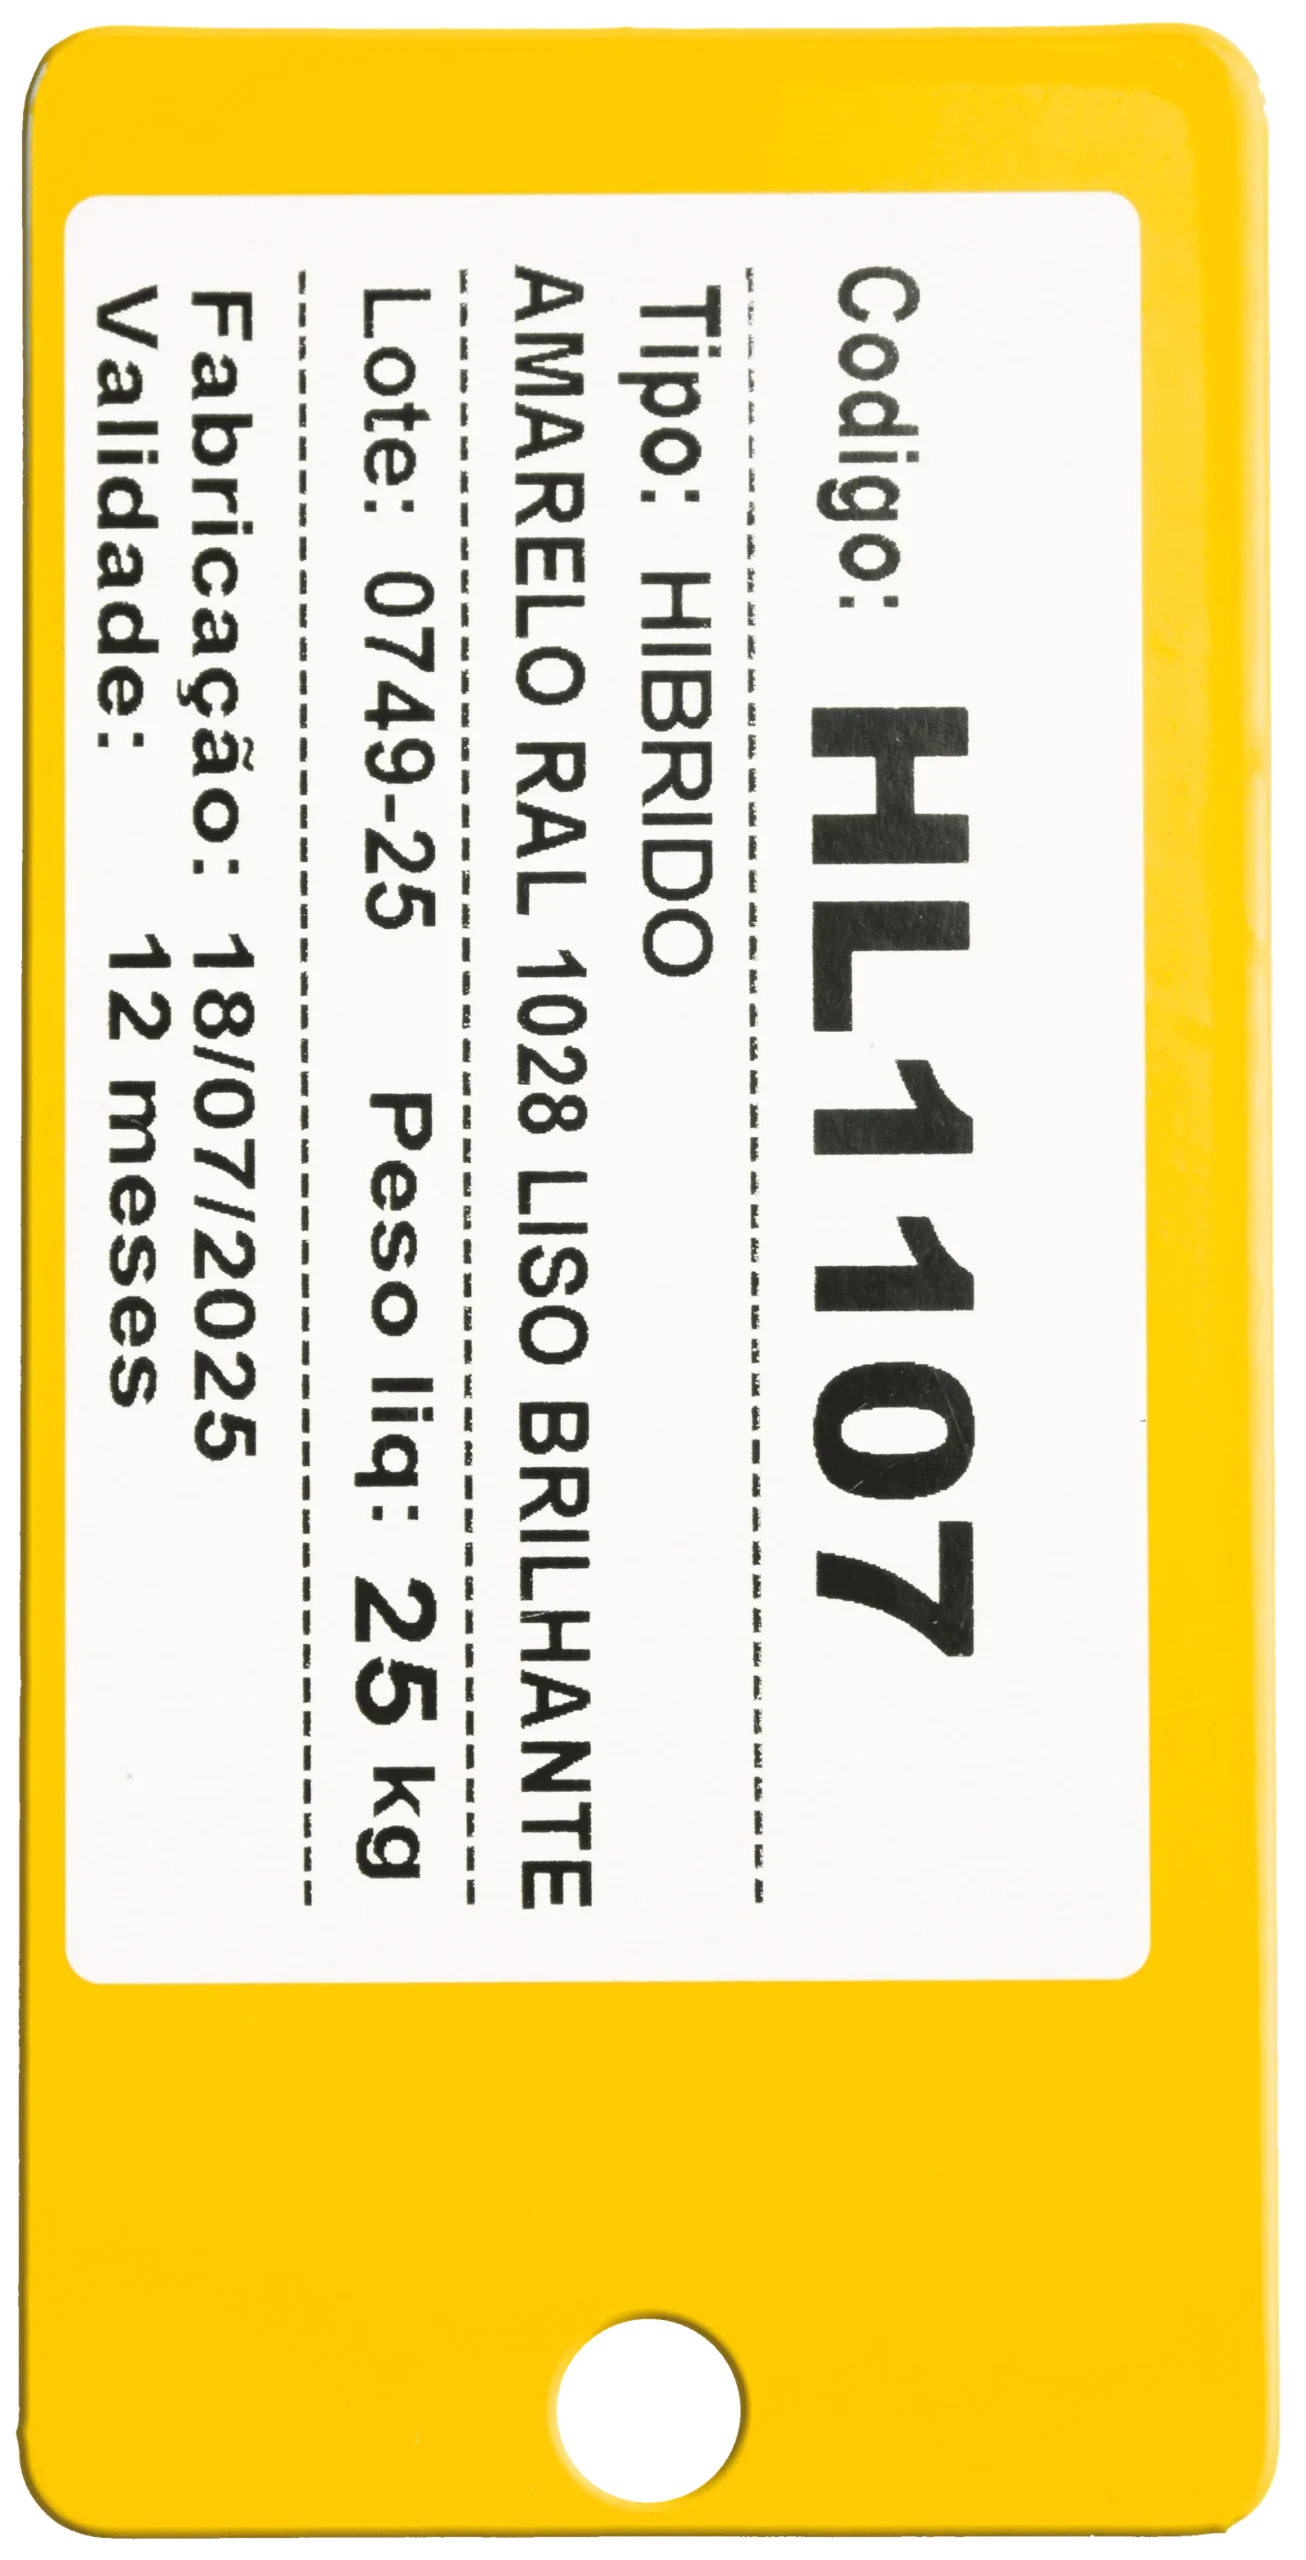 Codigo: HL1107
Tipo: HIBRIDO
AMARELO RAL 1028 LISO BRILHANTE
Lote: 0749-25 Peso liq: 25 kg
Fabricação: 18/07/2025
Validade: 12 meses